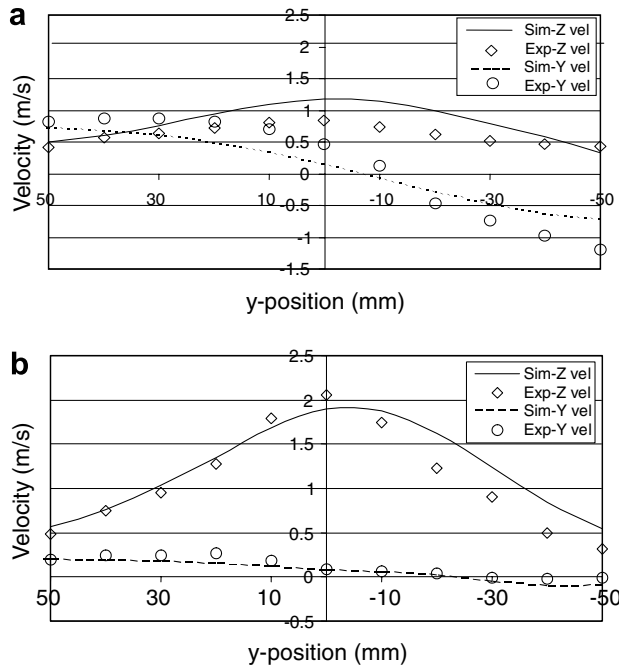 a
2.5
2
1.5
1
0.5
0
-0.5
-1
-1.5
50
30
10
-10
-30
-50
Velocity (m/s)
y-position (mm)
Sim-Z vel
Exp-Z vel
Sim-Y vel
Exp-Y vel
b
2.5
2
1.5
1
0.5
0
-0.5
50
30
10
-10
-30
-50
Velocity (m/s)
y-position (mm)
Sim-Z vel
Exp-Z vel
Sim-Y vel
Exp-Y vel